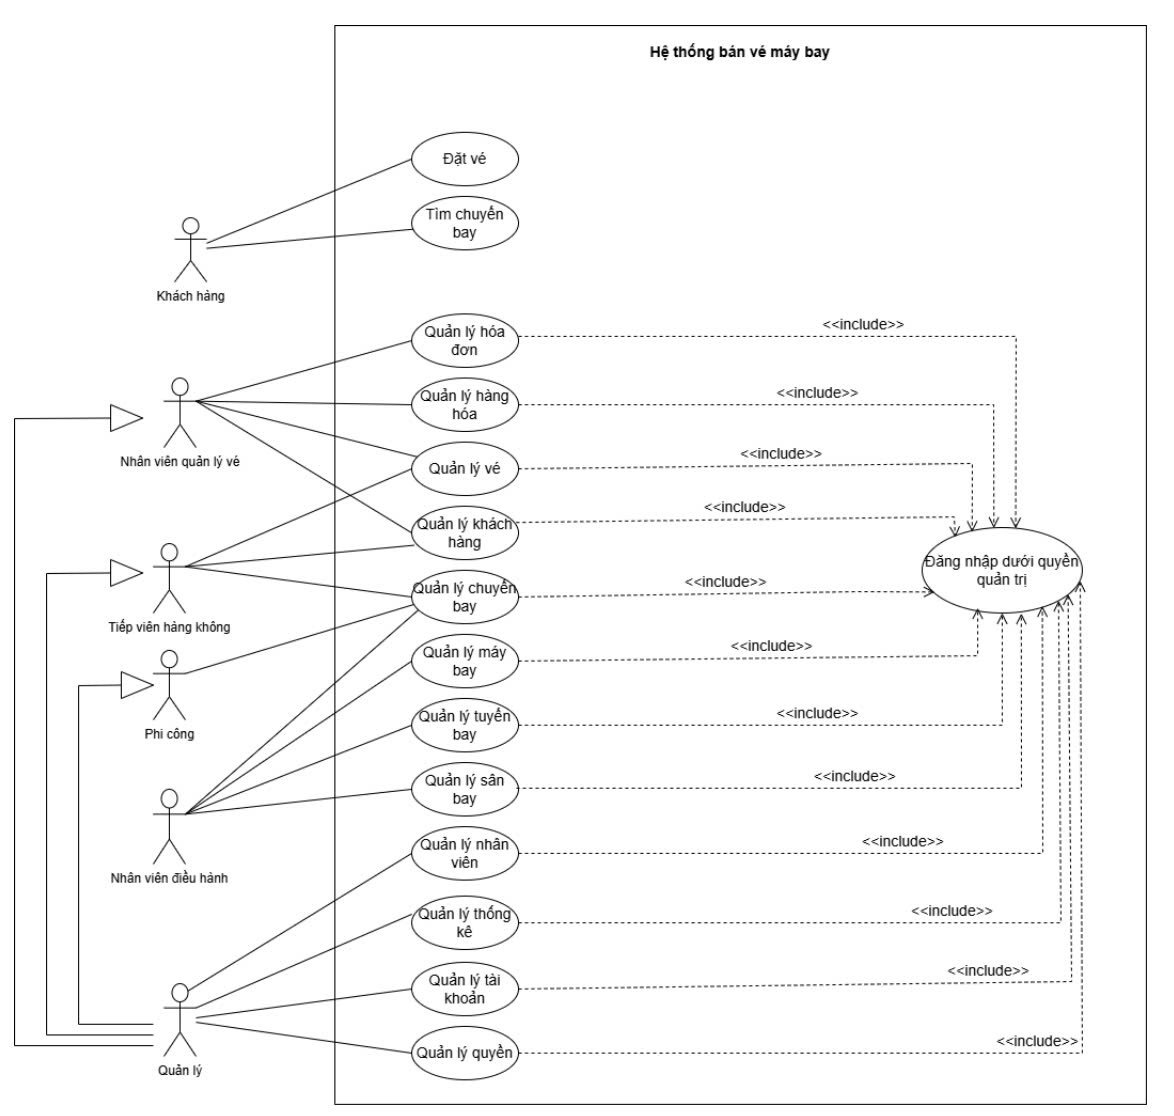 Hệ thống bán vé máy bay
Đặt vé
Tìm chuyến
bay
Khách hàng
<<include>>
Quản lý hóa
đơn
<<include>>
Quản lý hàng
hóa
Nhân viên quản lý vé
<<include>>
Quản lý vé
<<include>>
Quản lý khách
hàng
Đăng nhập dưới quyền
quản trị
<<include>>
Quản lý chuyến
bay
Tiếp viên hàng không
<<include>>
Quản lý máy
bay
Phi công
<<include>>
Quản lý tuyến
bay
<<include>>
Quản lý sân
bay
Nhân viên điều hành
<<include>>
Quản lý nhân
viên
<<include>>
Quản lý thống
kê
<<include>>
Quản lý tài
khoản
<<include>>
Quản lý quyền
Quản lý